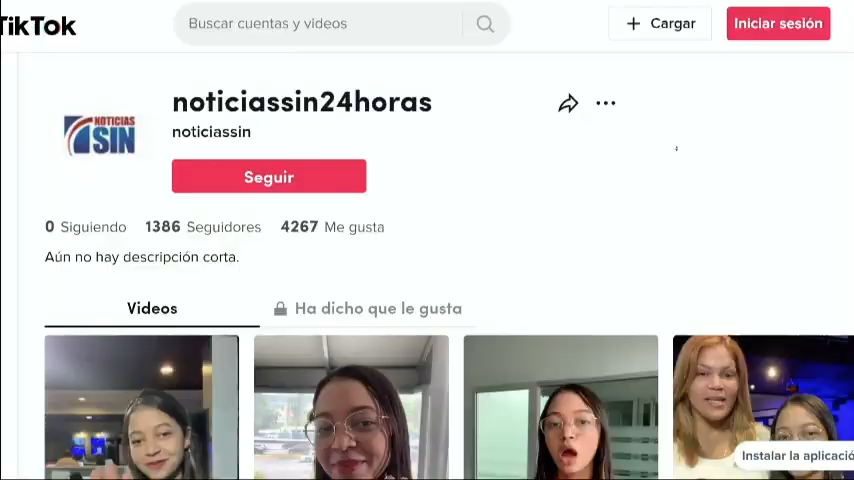 TikTok
Buscar cuentas y videos
+ Cargar
Iniciar sesión
NOTICIAS
SIN
noticiassin24horas
noticiassin
Seguir
0 Siguiendo 1386 Seguidores 4267 Me gusta
Aún no hay descripción corta.
Videos
Ha dicho que le gusta
Instalar la aplicació